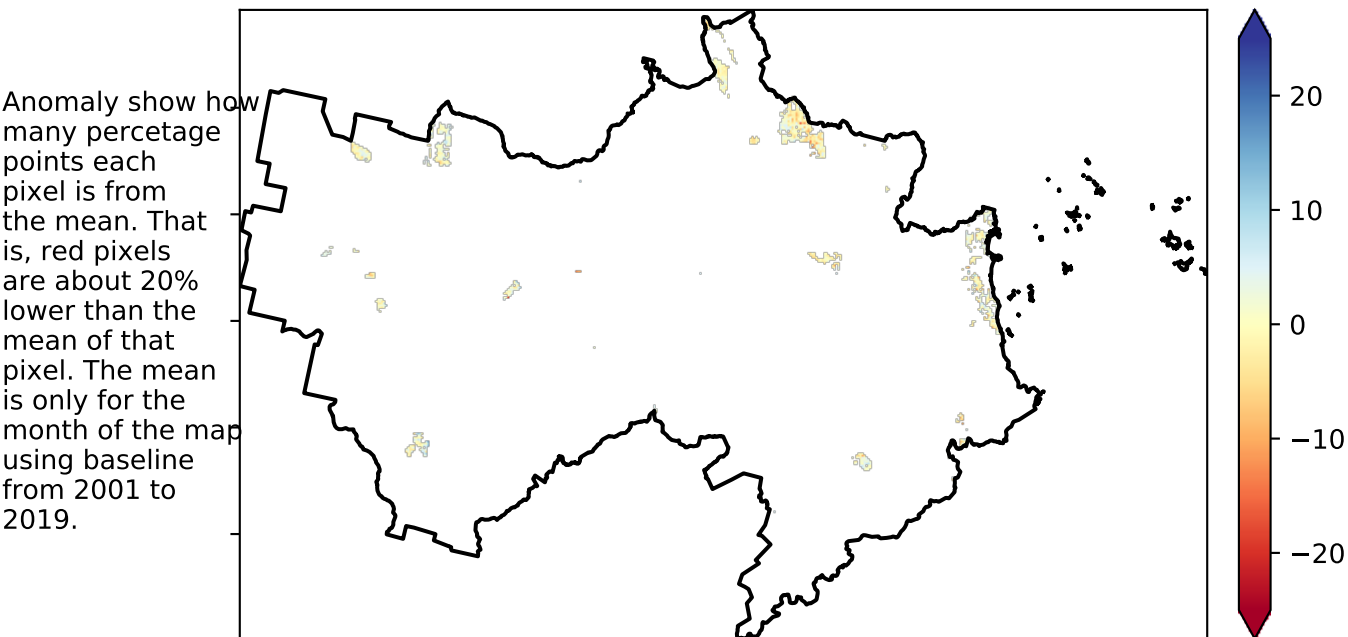 Anomaly show how
many percetage
points each
pixel is from
the mean. That
is, red pixels
are about 20%
lower than the
mean of that
pixel. The mean
is only for the
month of the map
using baseline
from 2001 to
2019.
20
10
0
−10
−20